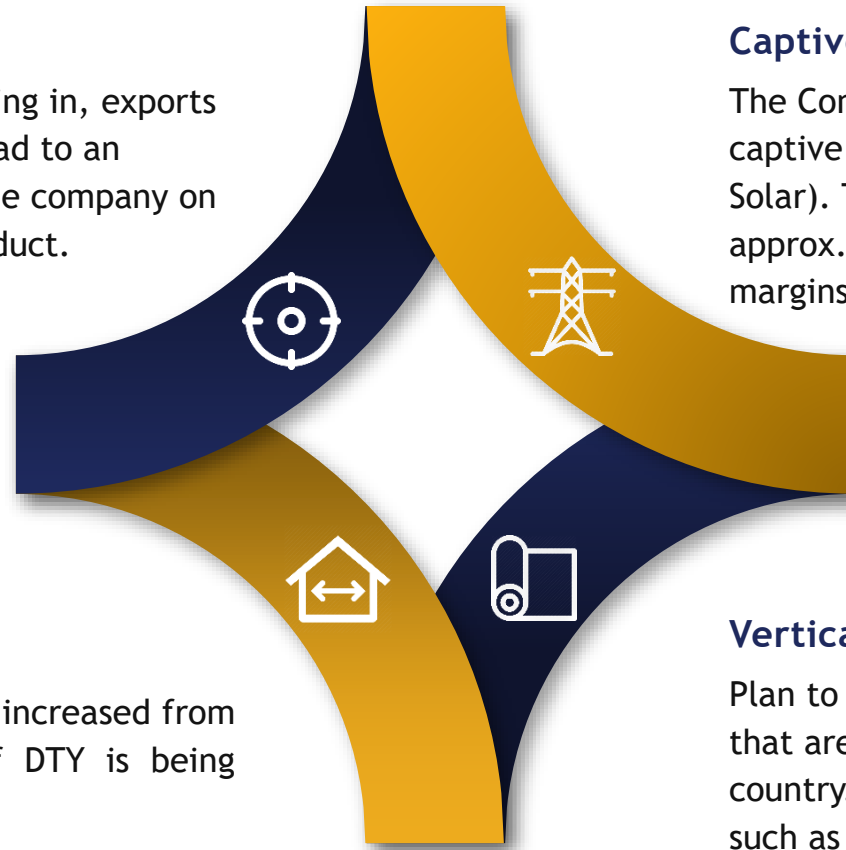 ing in, exports
ad to an
e company on
duct.
Captiv
The Cor
captive
Solar). T
approx.
margins
increased from
f DTY is being
Vertica
Plan to
that are
country.
such as